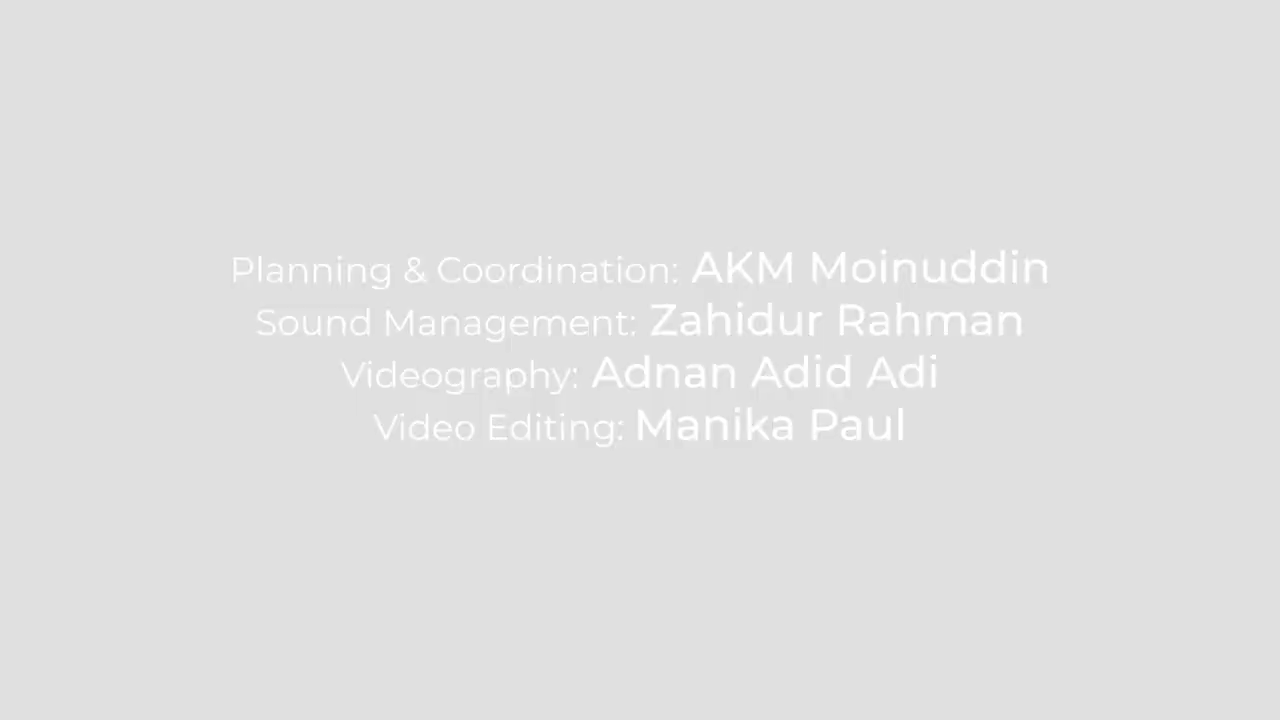 Planning & Coordination: AKM Moinuddin
Sound Management: Zahidur Rahman
Videography: Adnan Adid Adi
Video Editing: Manika Paul